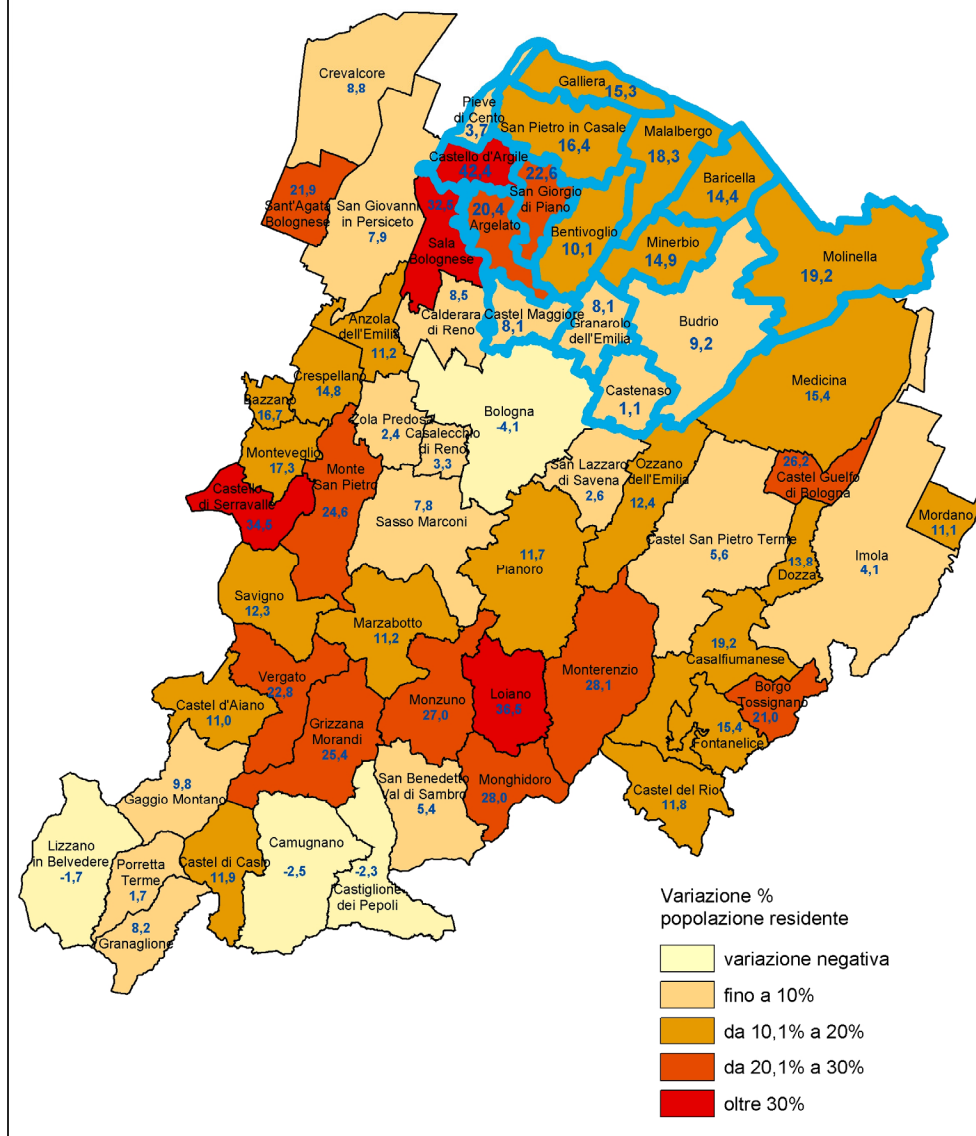 Crevalcore
8,8
Galliera
15,3
Pieve
di Cento
3,7
San Pietro in Casale
16,4
Malalbergo
18,3
Baricella
14,4
Castello d'Argile
42,4
22,6
San Giorgio
di Piano
21,9
Sant'Agata
Bolognese
San Giovanni
in Persiceto
7,9
20,4
Argelato
Sala
Bolognese
Bentivoglio
10,1
Minerbio
14,9
Molinella
19,2
8,5
Calderara
di Reno
Castel Maggiore
8,1
8,1
Granarolo
dell'Emilia
Budrio
9,2
Anzola
dell'Emilia
11,2
Crespellano
14,8
Medicina
15,4
Bazzano
16,7
Castenaso
1,1
Bologna
-4,1
Zola Predosa
2,4
Casalecchio
di Reno
3,3
Monteveglio
17,3
Monte
San Pietro
24,6
San Lazzaro
di Savena
2,6
Ozzano
dell'Emilia
12,4
26,2
Castel Guelfo
di Bologna
Castello
di Serravalle
7,8
Sasso Marconi
Castel San Pietro Terme
5,6
Mordano
11,1
Imola
4,1
13,8
Dozza
11,7
Pianoro
Savigno
12,3
Marzabotto
11,2
19,2
Casalfiumanese
Vergato
22,8
Monterenzio
28,1
Borgo
Tossignano
21,0
Castel d'Aiano
11,0
Grizzana
Morandi
25,4
Monzuno
27,0
Loiano
15,4
Fontanelice
9,8
Gaggio Montano
San Benedetto
Val di Sambro
5,4
Monghidoro
28,0
Castel del Rio
11,8
Lizzano
in Belvedere
-1,7
Porretta
Terme
1,7
Castel di Casio
11,9
Camugnano
-2,5
-2,3
Castiglione
dei Pepoli
8,2
Granaglione
Variazione %
popolazione residente
variazione negativa
fino a 10%
da 10,1% a 20%
da 20,1% a 30%
oltre 30%